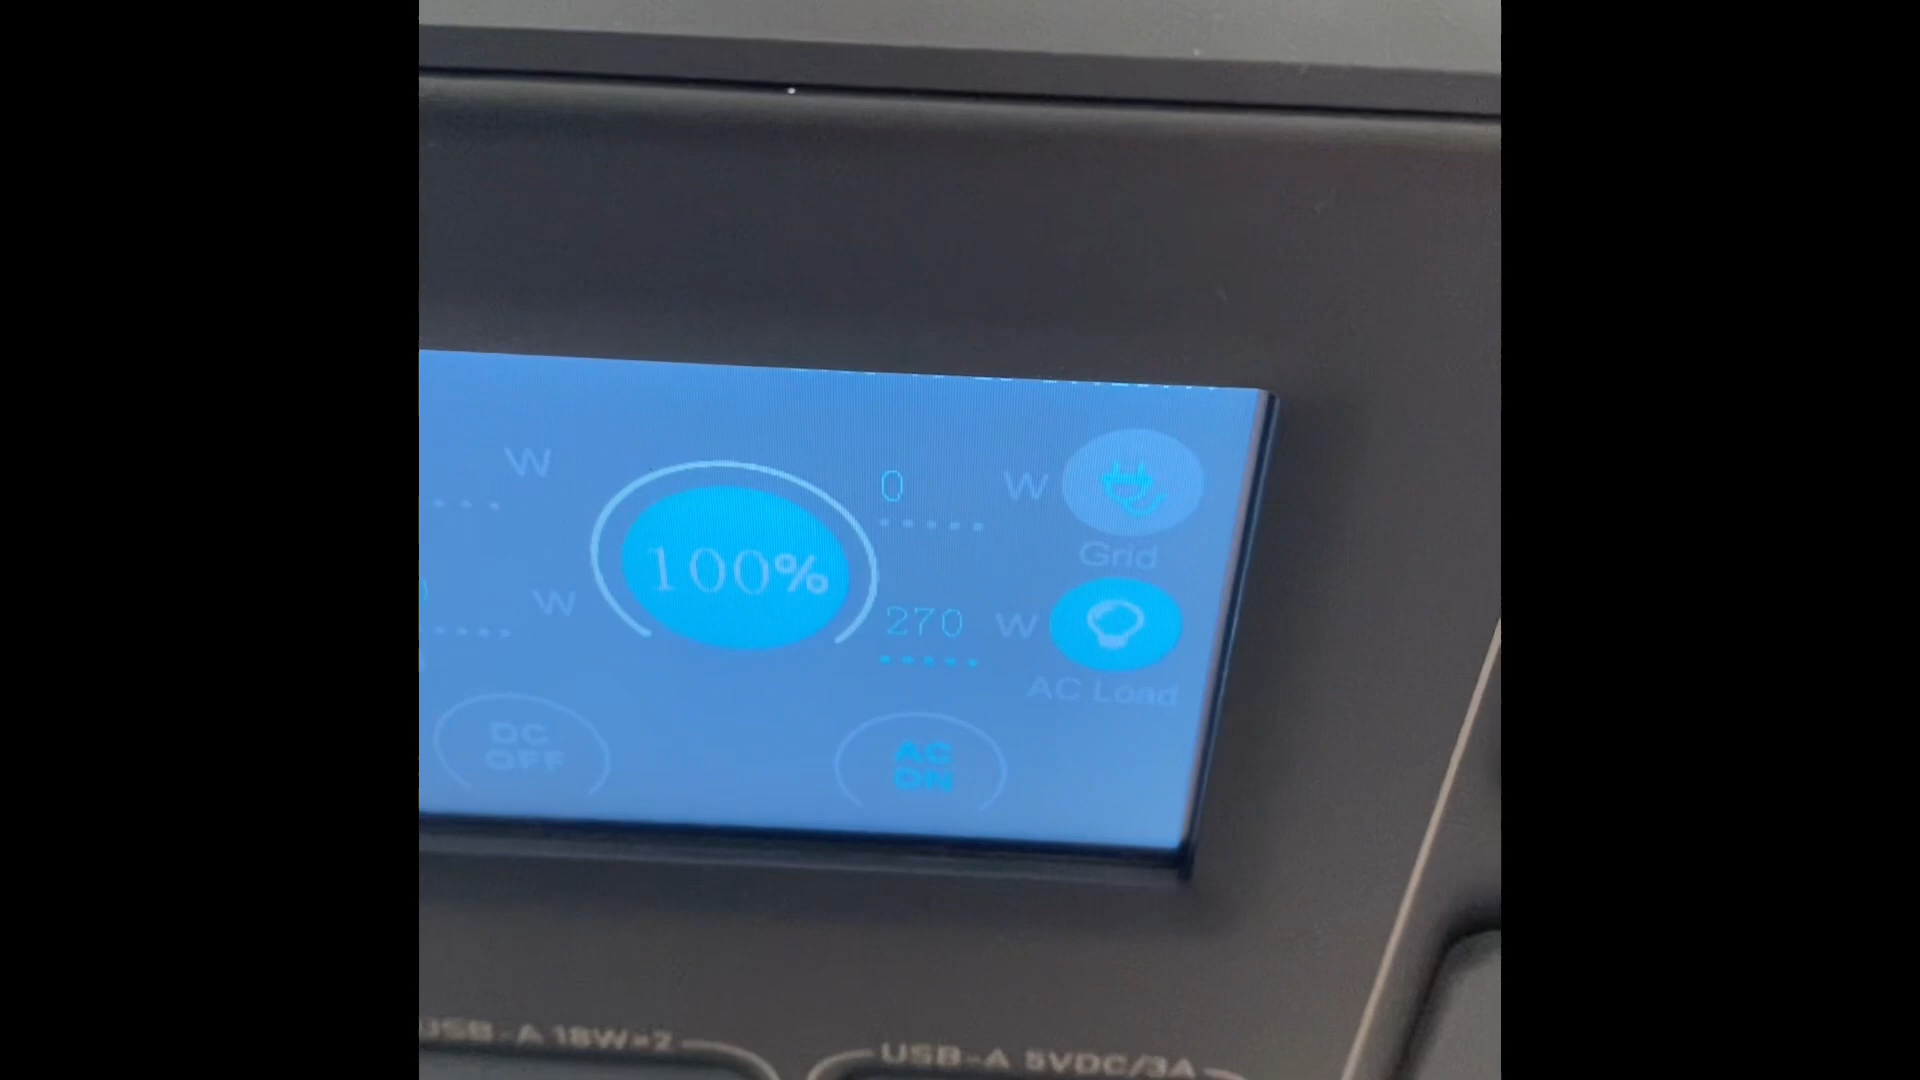 W
0 W
Grid
100%
W
270 W
AC Load
DC
OFF
AC
ON
USB-A 18W×2
USB-A 5VDC/3A